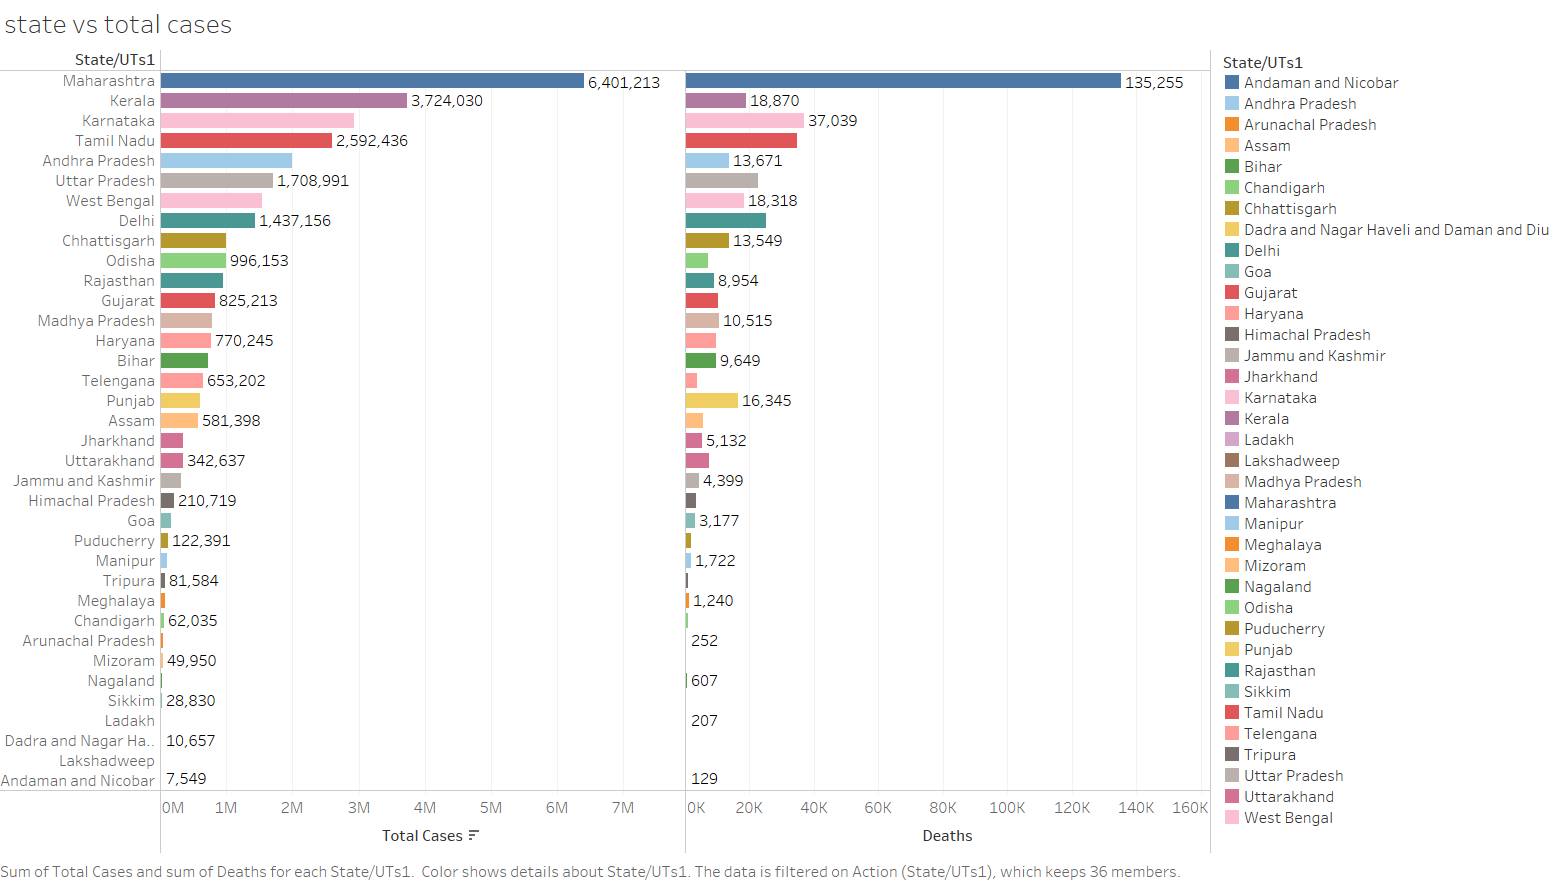 state vs total cases
State/UTs1
Maharashtra 6,401,213 135,255
Kerala 3,724,030 18,870
Karnataka 37,039
Tamil Nadu 2,592,436
Andhra Pradesh 13,671
Uttar Pradesh 1,708,991
West Bengal 18,318
Delhi 1,437,156
Chhattisgarh 13,549
Odisha 996,153
Rajasthan 8,954
Gujarat 825,213
Madhya Pradesh 10,515
Haryana 770,245
Bihar 9,649
Telengana 653,202
Punjab 16,345
Assam 581,398
Jharkhand 5,132
Uttarakhand 342,637
Jammu and Kashmir 4,399
Himachal Pradesh 210,719
Goa 3,177
Puducherry 122,391
Manipur 1,722
Tripura 81,584
Meghalaya 1,240
Chandigarh 62,035
Arunachal Pradesh 252
Mizoram 49,950
Nagaland 607
Sikkim 28,830
Ladakh 207
Dadra and Nagar Ha.. 10,657
Lakshadweep
Andaman and Nicobar 7,549 129
0M 1M 2M 3M 4M 5M 6M 7M 0K 20K 40K 60K 80K 100K 120K 140K 160K
Total Cases Deaths
State/UTs1
Andaman and Nicobar
Andhra Pradesh
Arunachal Pradesh
Assam
Bihar
Chandigarh
Chhattisgarh
Dadra and Nagar Haveli and Daman and Diu
Delhi
Goa
Gujarat
Haryana
Himachal Pradesh
Jammu and Kashmir
Jharkhand
Karnataka
Kerala
Ladakh
Lakshadweep
Madhya Pradesh
Maharashtra
Manipur
Meghalaya
Mizoram
Nagaland
Odisha
Puducherry
Punjab
Rajasthan
Sikkim
Tamil Nadu
Telengana
Tripura
Uttar Pradesh
Uttarakhand
West Bengal
Sum of Total Cases and sum of Deaths for each State/UTs1.  Color shows details about State/UTs1. The data is filtered on Action (State/UTs1), which keeps 36 members.